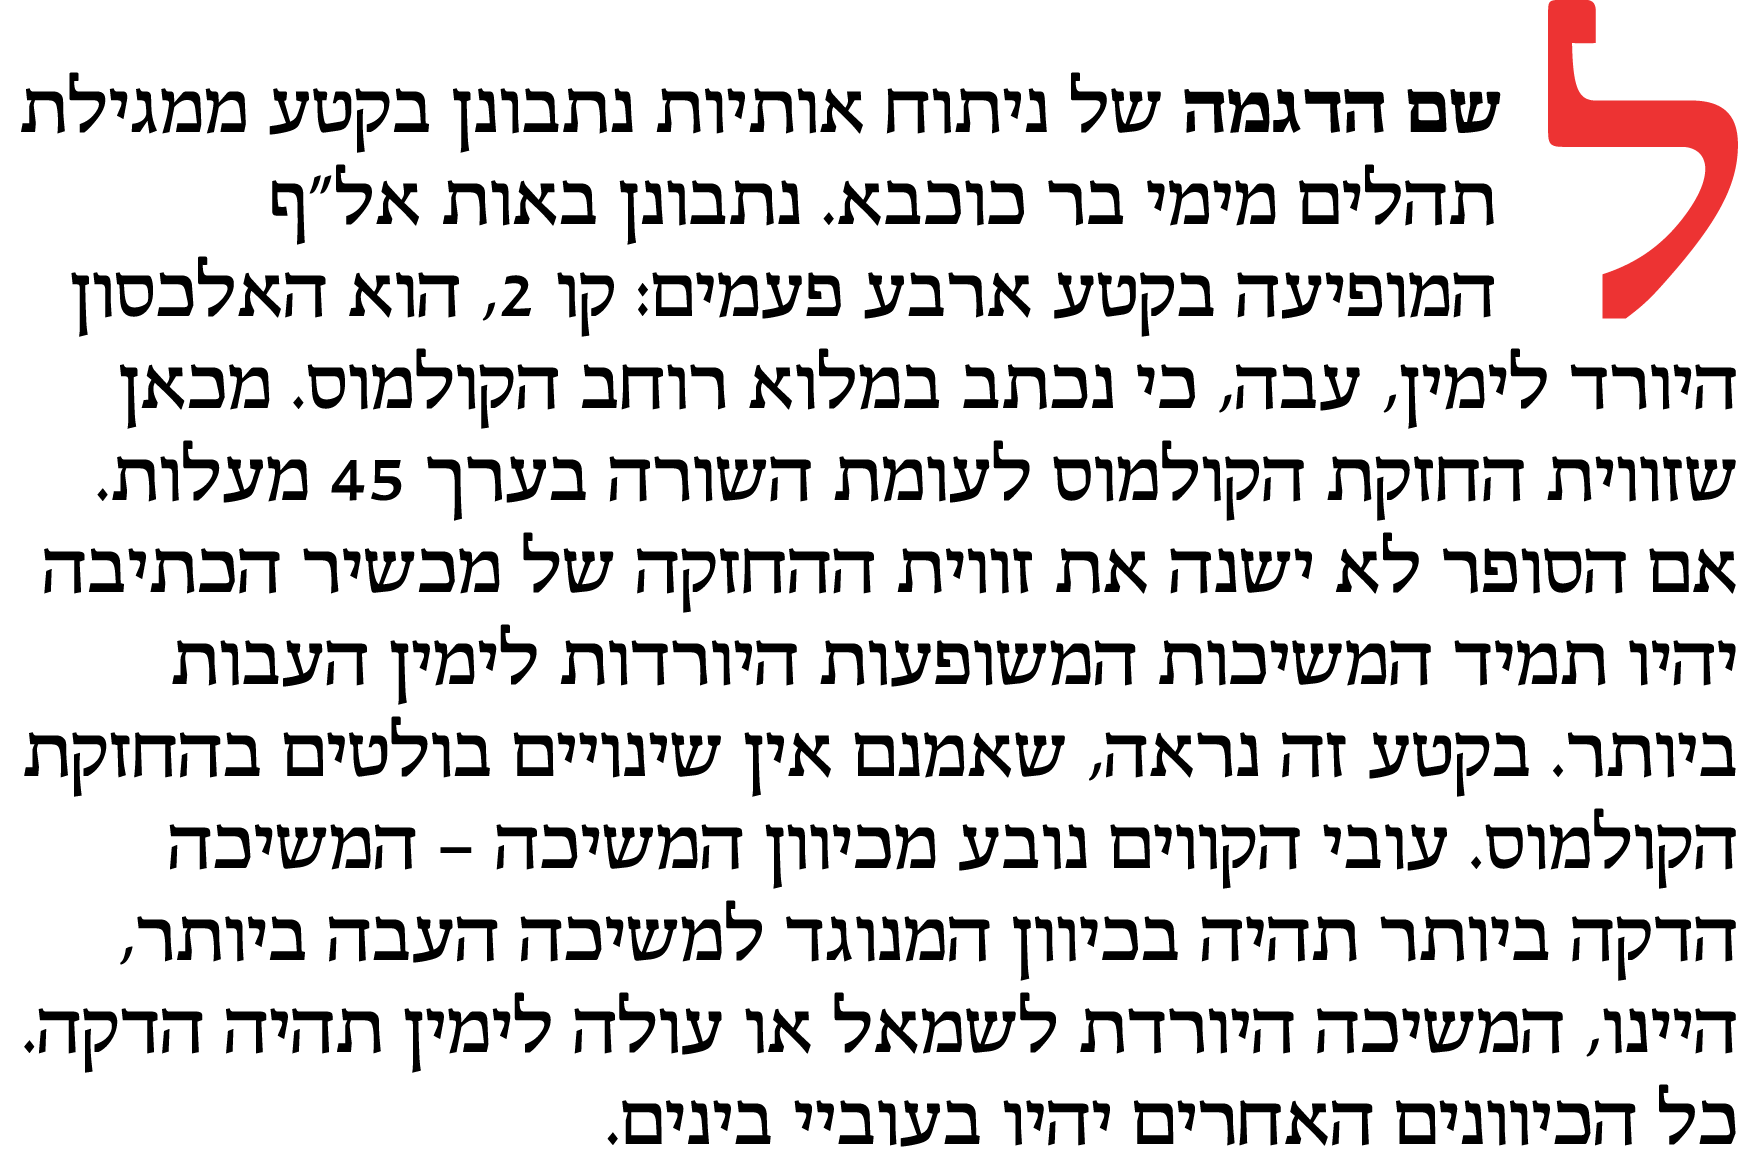 לשם הדגמה של ניתוח אותיות נתבונן בקטע ממגילת
תהלים מימי בר כוכבא. נתבונן באות אל״ף
המופיעה בקטע ארבע פעמים: קו 2, הוא האלכסון
היורד לימין, עבה, כי נכתב במלוא רוחב הקולמוס. מכאן
שזווית החזקת הקולמוס לעומת השורה בערך 45 מעלות.
אם הסופר לא ישנה את זווית ההחזקה של מכשיר הכתיבה
יהיו תמיד המשיכות המשופעות היורדות לימין העבות
ביותר. בקטע זה נראה, שאמנם אין שינויים בולטים בהחזקת
הקולמוס. עובי הקווים נובע מכיוון המשיכה – המשיכה
הדקה ביותר תהיה בכיוון המנוגד למשיכה העבה ביותר,
היינו, המשיכה היורדת לשמאל או עולה לימין תהיה הדקה.
כל הכיוונים האחרים יהיו בעוביי בינים.